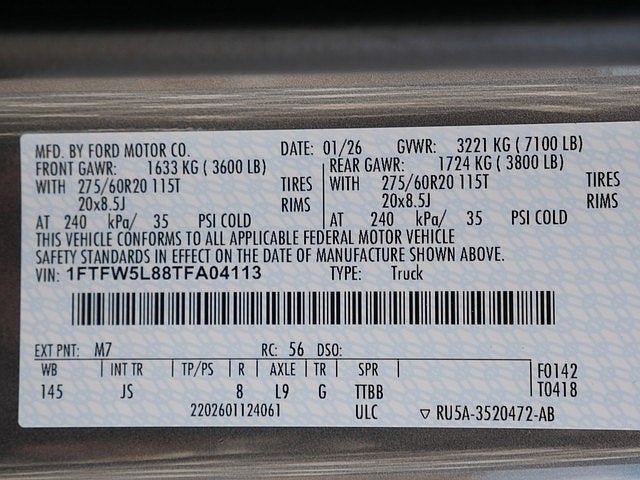 MFD. BY FORD MOTOR CO. DATE: 01/26 GVWR: 3221 KG ( 7100 LB)
FRONT GAWR: 1633 KG ( 3600 LB) REAR GAWR: 1724 KG ( 3800 LB)
WITH 275/60R20 115T TIRES WITH 275/60R20 115T TIRES
20x8.5J RIMS 20x8.5J RIMS
AT 240 kPa/ 35 PSI COLD AT 240 kPa/ 35 PSI COLD
THIS VEHICLE CONFORMS TO ALL APPLICABLE FEDERAL MOTOR VEHICLE
SAFETY STANDARDS IN EFFECT ON THE DATE OF MANUFACTURE SHOWN ABOVE.
VIN: 1FTFW5L88TFA04113 TYPE: Truck
EXT PNT: M7 RC: 56 DSO:
WB INT TR TP/PS R AXLE TR SPR F0142
145 JS 8 L9 G TTBB T0418
2202601124061 ULC ▽ RU5A-3520472-AB